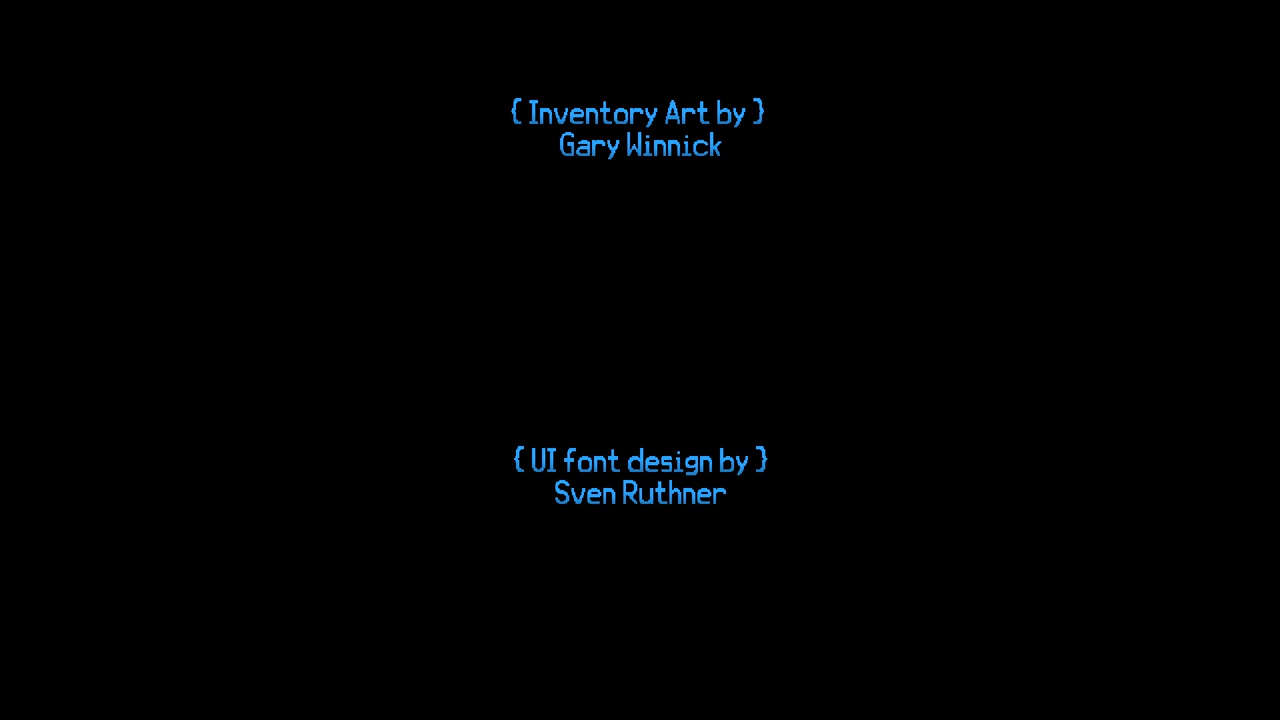 { Inventory Art by }
Gary Winnick
{ UI font design by }
Sven Ruthner